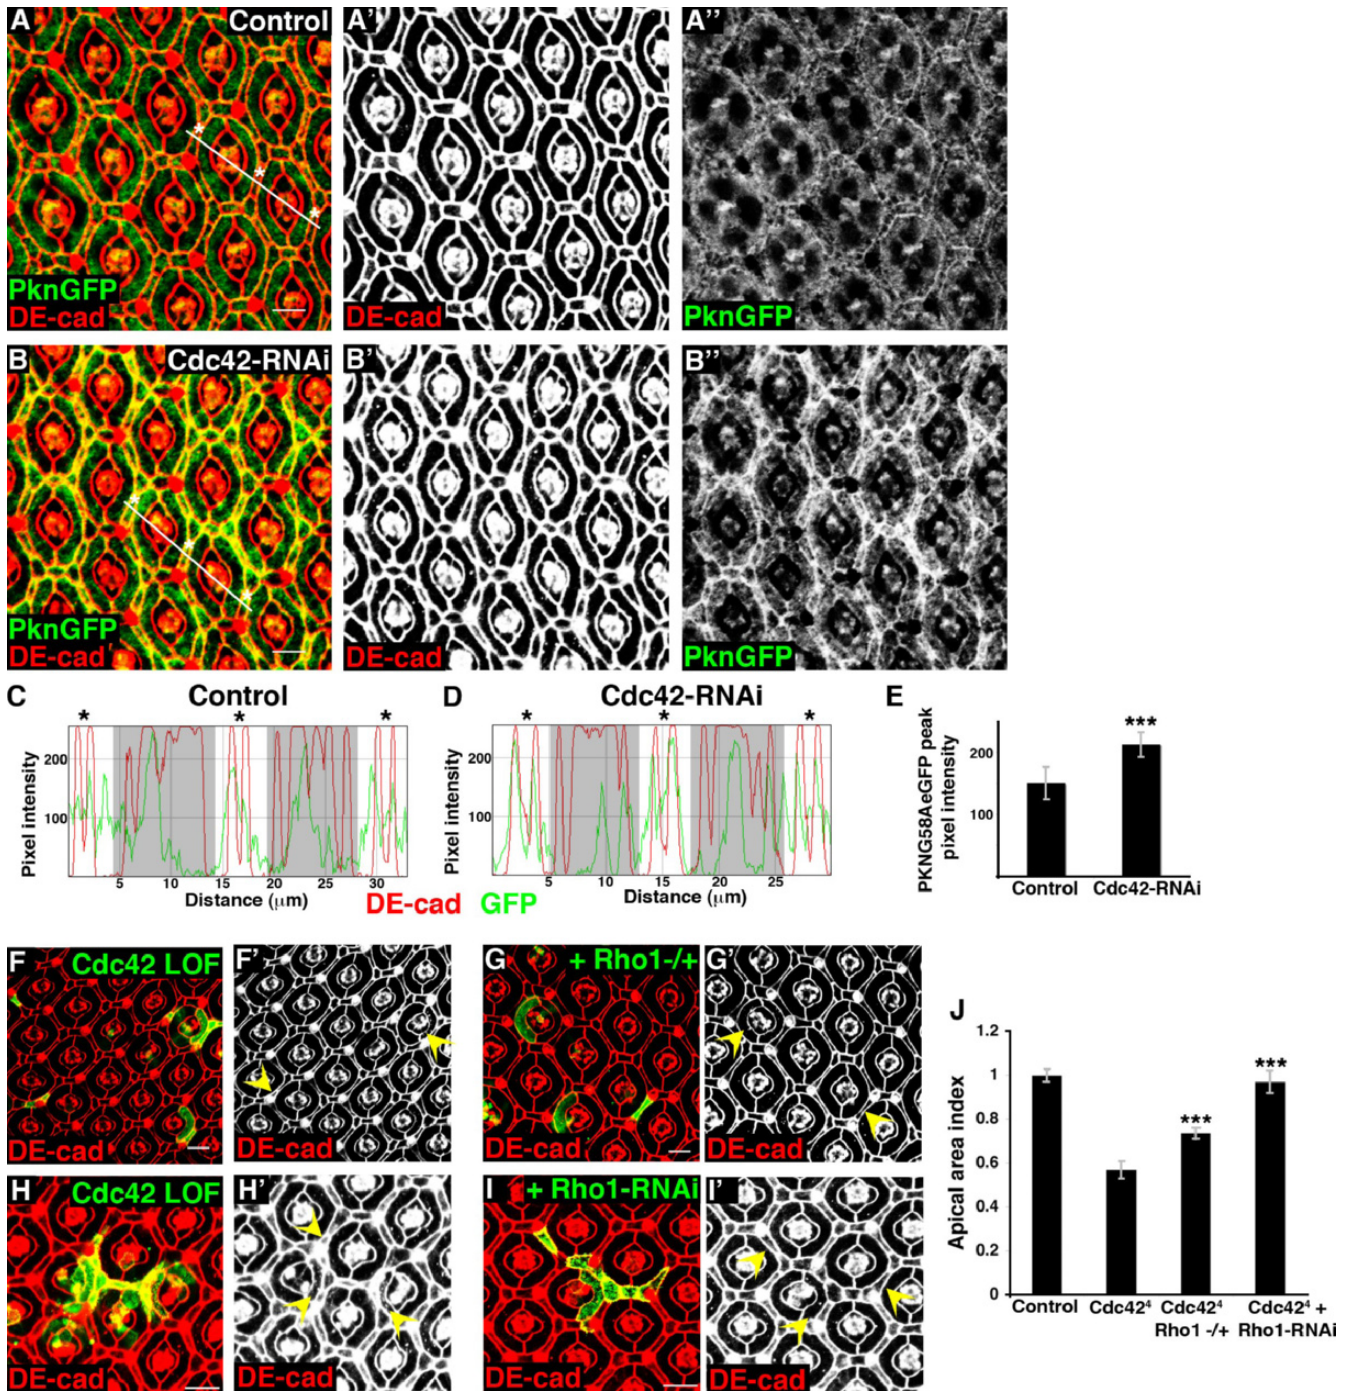 A Control
PknGFP
DE-cad
A'
DE-cad
A''
PknGFP
B Cdc42-RNAi
PknGFP
DE-cad
B'
DE-cad
B''
PknGFP
C Control
* * *
Pixel intensity
200
100
5 10 15 20 25 30
Distance (μm)
D Cdc42-RNAi
* * *
Pixel intensity
200
100
5 10 15 20 25
Distance (μm)
DE-cad GFP
E
PKNG58AeGFP peak
pixel intensity
200
100
***
Control Cdc42-RNAi
F Cdc42 LOF
DE-cad
F'
DE-cad
G + Rho1-/+
DE-cad
G'
DE-cad
H Cdc42 LOF
DE-cad
H'
DE-cad
I + Rho1-RNAi
DE-cad
I'
DE-cad
J
Apical area index
1.2
1
0.8
0.6
0.4
0.2
0
***
***
Control Cdc42⁴ Cdc42⁴ Cdc42⁴ +
Rho1 -/+ Rho1-RNAi